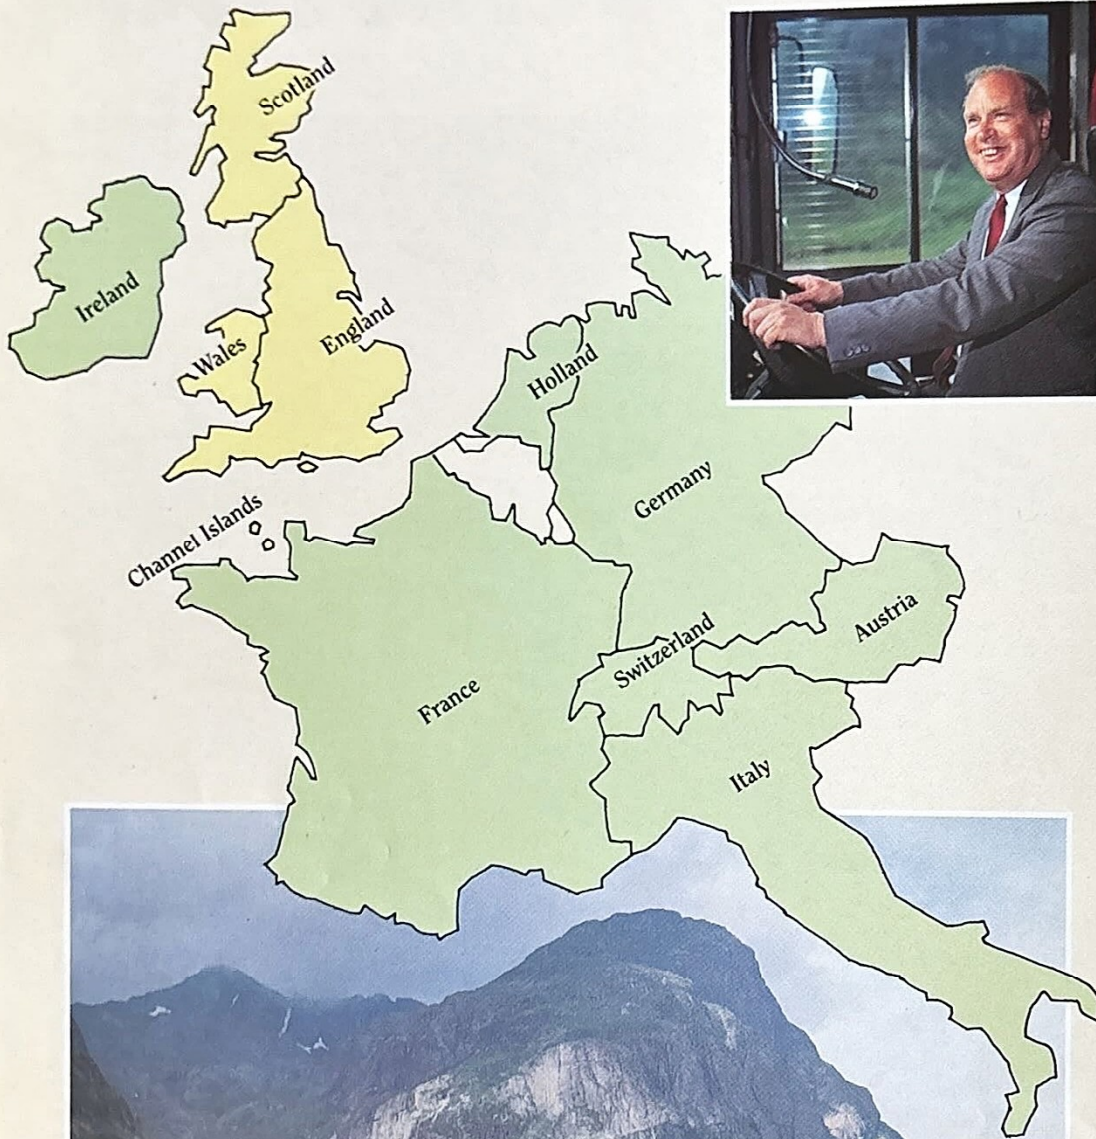 Scotland
Ireland
England
Wales
Holland
Germany
Channel Islands
Austria
Switzerland
France
Italy